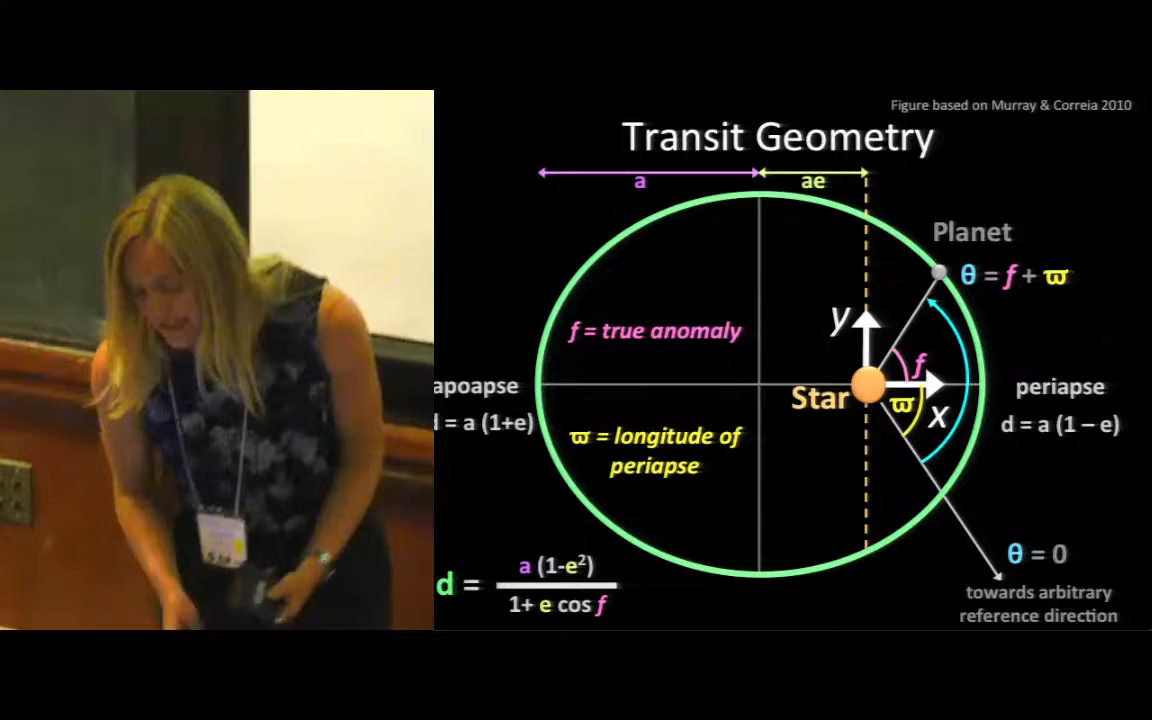 Figure based on Murray & Correia 2010
Transit Geometry
a
ae
Planet
θ = f + ϖ
y
f = true anomaly
f
Star
ϖ
x
apoapse
d = a (1+e)
periapse
d = a (1 – e)
ϖ = longitude of
periapse
θ = 0
towards arbitrary
reference direction
d = a (1-e²)
1+ e cos f